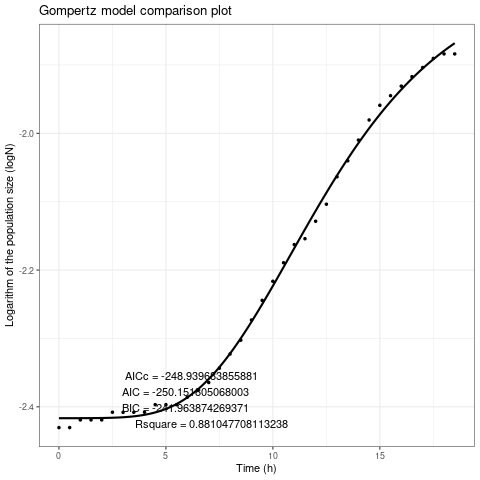 Gompertz model comparison plot
Logarithm of the population size (logN)
-2.0
-2.2
-2.4
AICc = -248.939683855881
AIC = -250.151805068003
BIC = -241.963874269371
Rsquare = 0.881047708113238
0 5 10 15
Time (h)